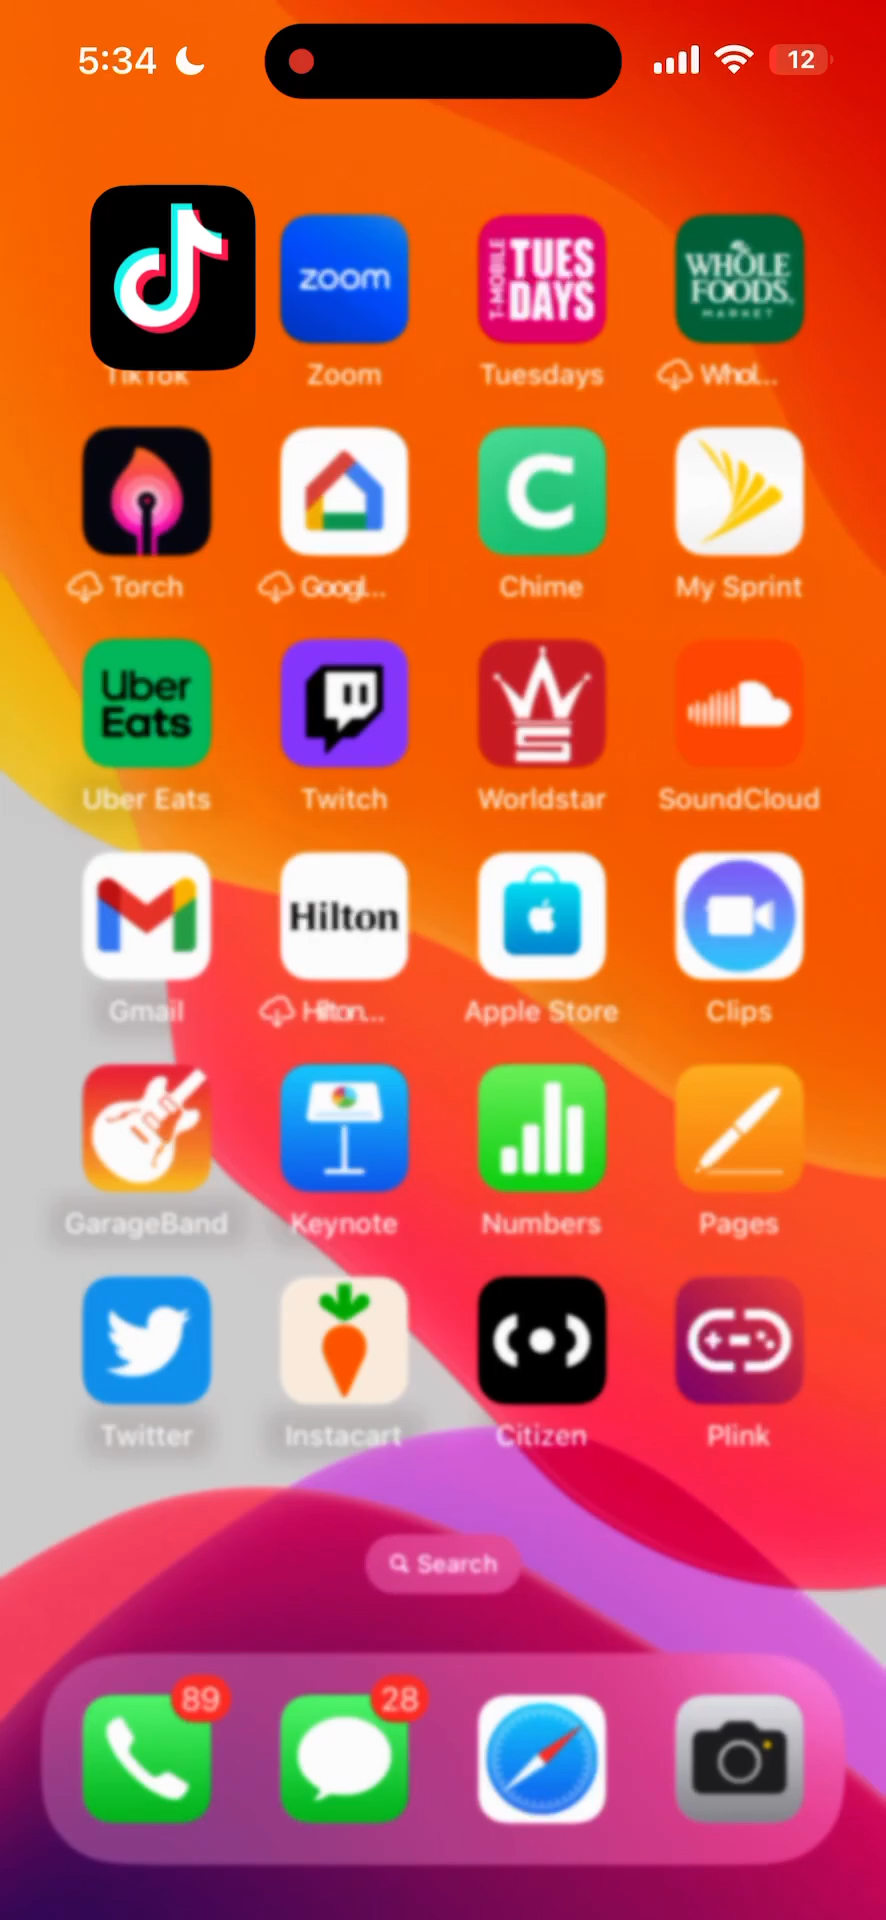 5:34
12
zoom
T-MOBILE TUES DAYS
WHOLE FOODS MARKET
TikTok
Zoom
Tuesdays
Whol...
C
Torch
Googl...
Chime
My Sprint
Uber Eats
Uber Eats
Twitch
Worldstar
SoundCloud
Hilton
Gmail
Hilton...
Apple Store
Clips
GarageBand
Keynote
Numbers
Pages
Twitter
Instacart
Citizen
Plink
Search
89
28